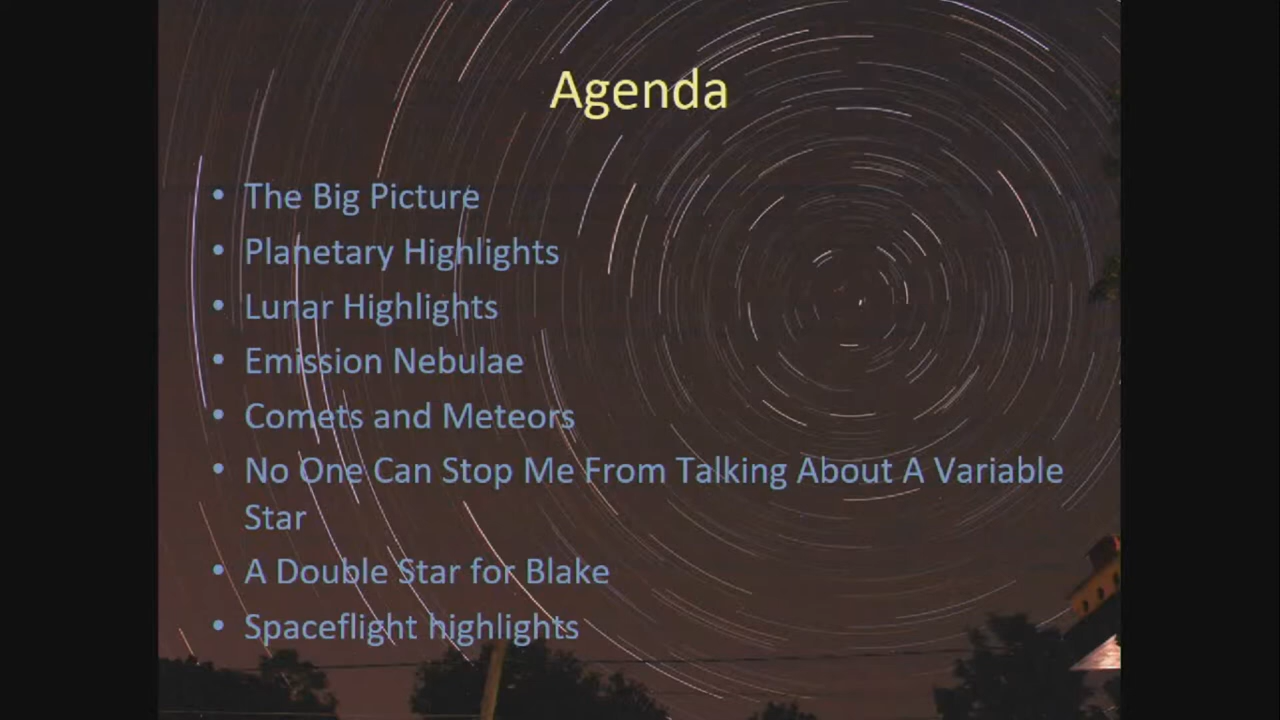 Agenda
• The Big Picture
• Planetary Highlights
• Lunar Highlights
• Emission Nebulae
• Comets and Meteors
• No One Can Stop Me From Talking About A Variable
Star
• A Double Star for Blake
• Spaceflight highlights